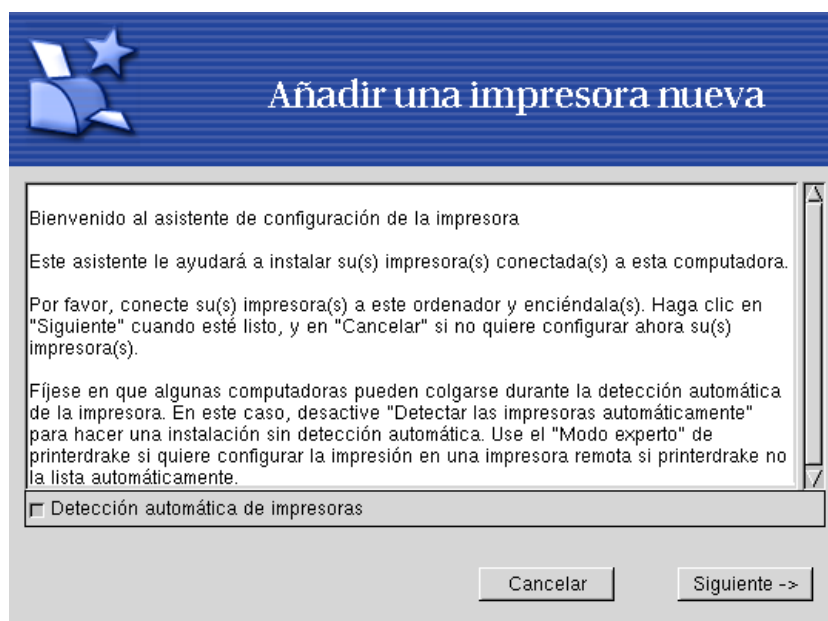 Añadir una impresora nueva
Bienvenido al asistente de configuración de la impresora
Este asistente le ayudará a instalar su(s) impresora(s) conectada(s) a esta computadora.
Por favor, conecte su(s) impresora(s) a este ordenador y enciéndala(s). Haga clic en
"Siguiente" cuando esté listo, y en "Cancelar" si no quiere configurar ahora su(s)
impresora(s).
Fíjese en que algunas computadoras pueden colgarse durante la detección automática
de la impresora. En este caso, desactive "Detectar las impresoras automáticamente"
para hacer una instalación sin detección automática. Use el "Modo experto" de
printerdrake si quiere configurar la impresión en una impresora remota si printerdrake no
la lista automáticamente.
Detección automática de impresoras
Cancelar
Siguiente ->